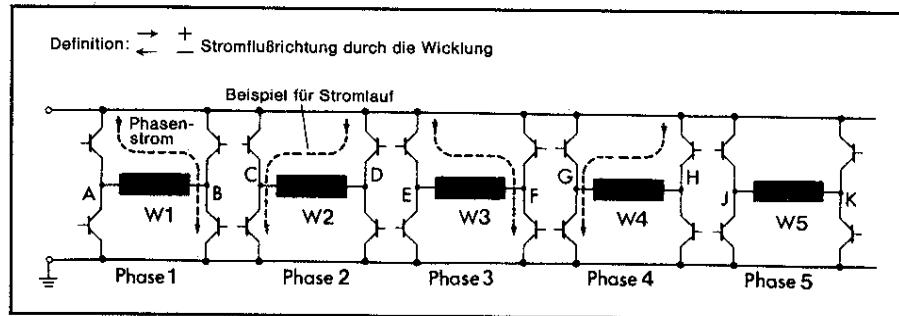 Definition: → + Stromflußrichtung durch die Wicklung
← −
Beispiel für Stromlauf
Phasen-
strom
A B C D E F G H J K
W1 W2 W3 W4 W5
Phase 1 Phase 2 Phase 3 Phase 4 Phase 5